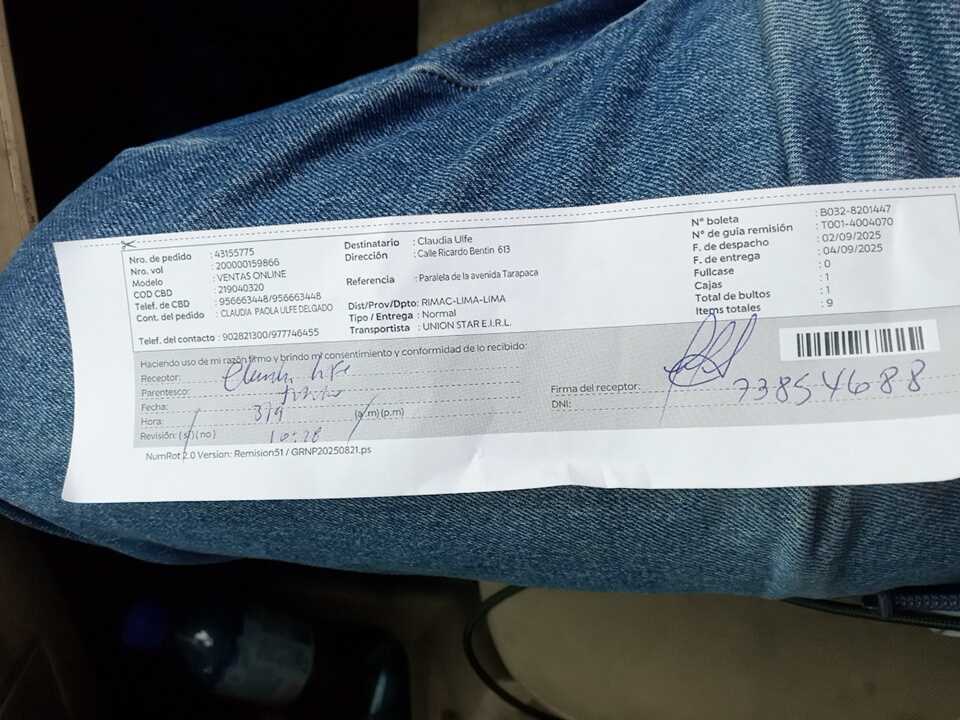 Nro. de pedido : 43155775
Nro. vol : 200000159866
Modelo : VENTAS ONLINE
COD CBD : 219040320
Telef. de CBD : 956663448/956663448
Cont. del pedido : CLAUDIA PAOLA ULFE DELGADO
Telef. del contacto : 902821300/977746455
Destinatario : Claudia Ulfe
Dirección : Calle Ricardo Bentin 613
Referencia : Paralela de la avenida Tarapaca
Dist/Prov/Dpto: RIMAC-LIMA-LIMA
Tipo / Entrega : Normal
Transportista : UNION STAR E.I.R.L.
N° boleta : B032-8201447
N° de guia remisión : T001-4004070
F. de despacho : 02/09/2025
F. de entrega : 04/09/2025
Fullcase : 0
Cajas : 1
Total de bultos : 1
Items totales : 9
Haciendo uso de mi razón firmo y brindo mi consentimiento y conformidad de lo recibido:
Receptor:
Parentesco:
Fecha: 3/9
Hora: 10:28 (a.m)(p.m)
Revisión: (si)(no)
Firma del receptor:
DNI: 73854688
NumRot 2.0 Version: Remision51 / GRNP20250821.ps